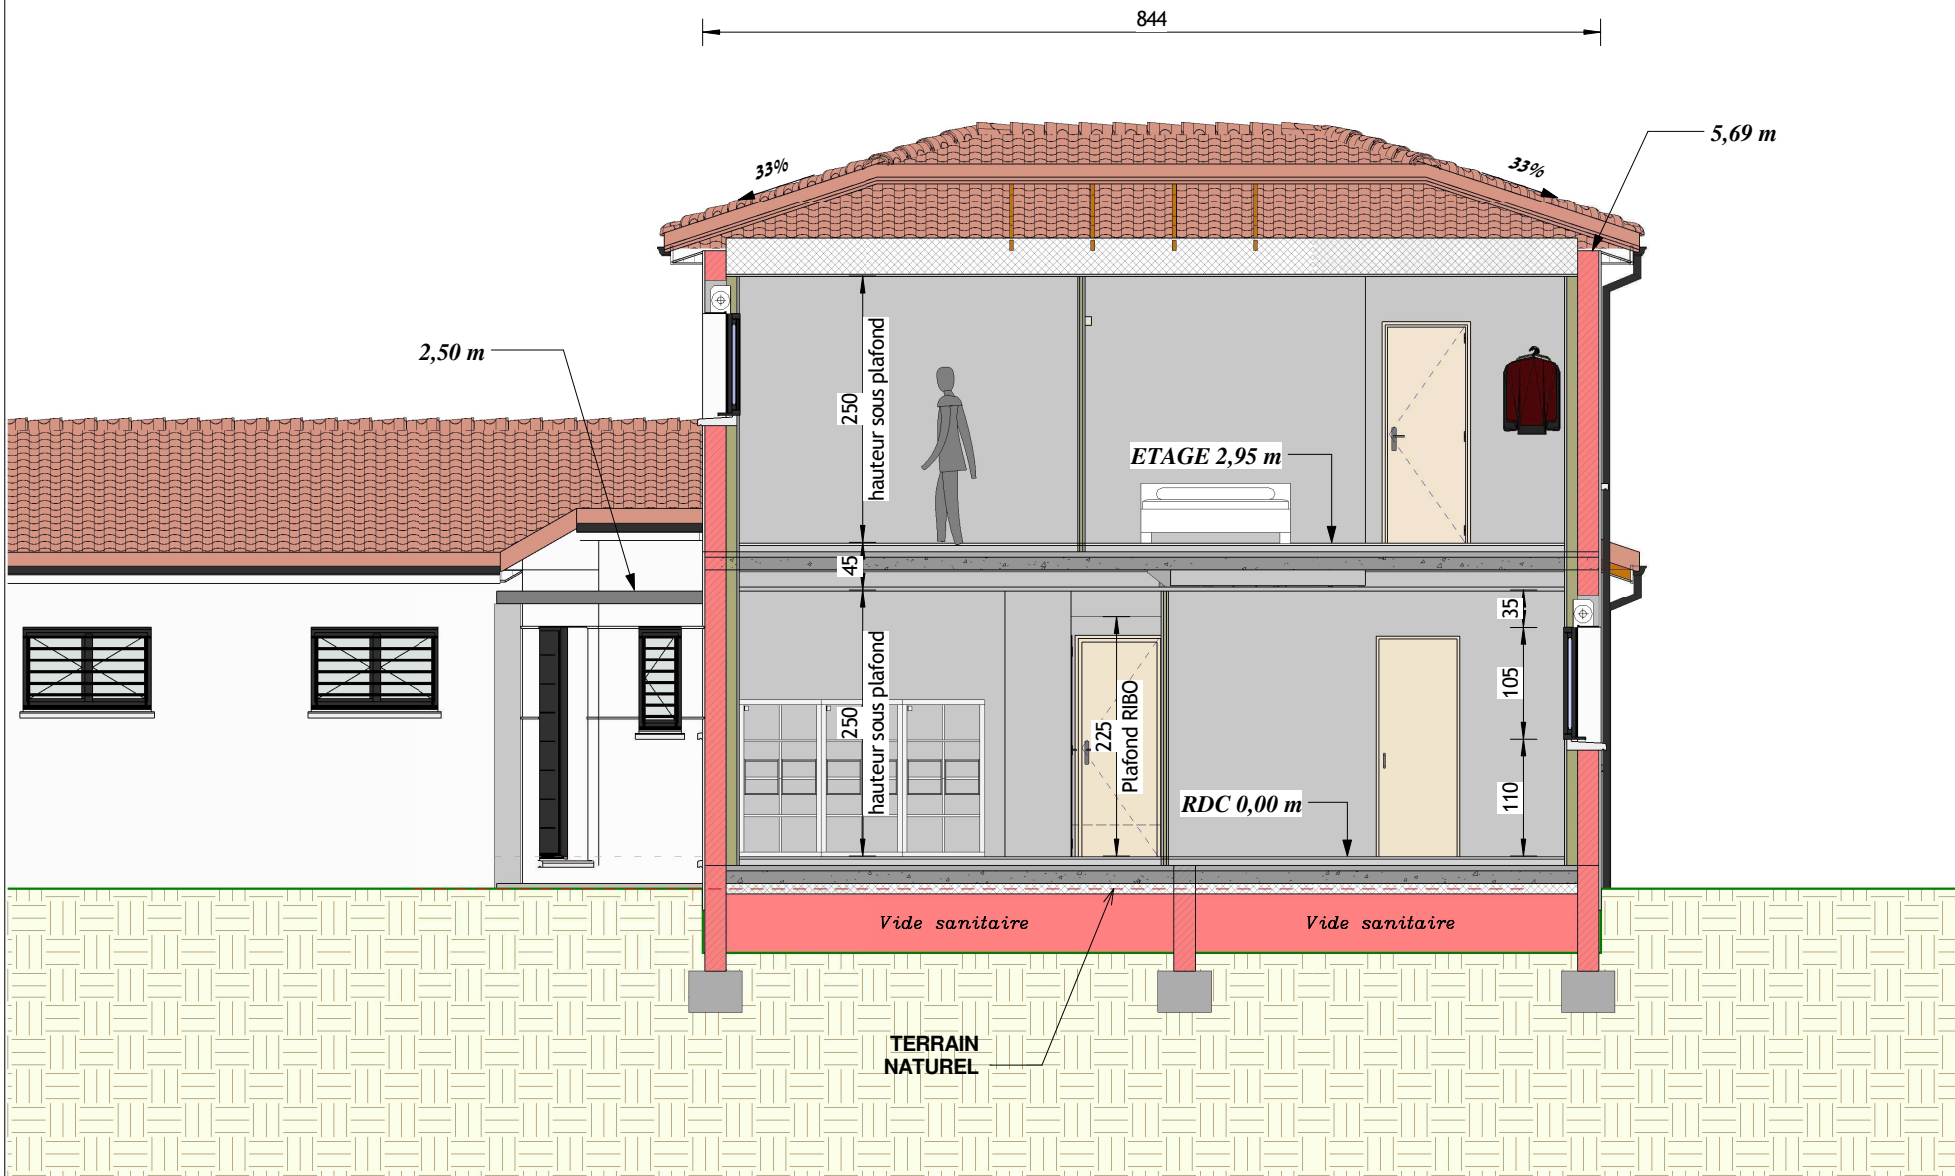 844
33%
33%
5,69 m
2,50 m
250
hauteur sous plafond
ETAGE 2,95 m
45
35
250
hauteur sous plafond
225
Plafond RIBO
105
RDC 0,00 m
110
Vide sanitaire
Vide sanitaire
TERRAIN
NATUREL